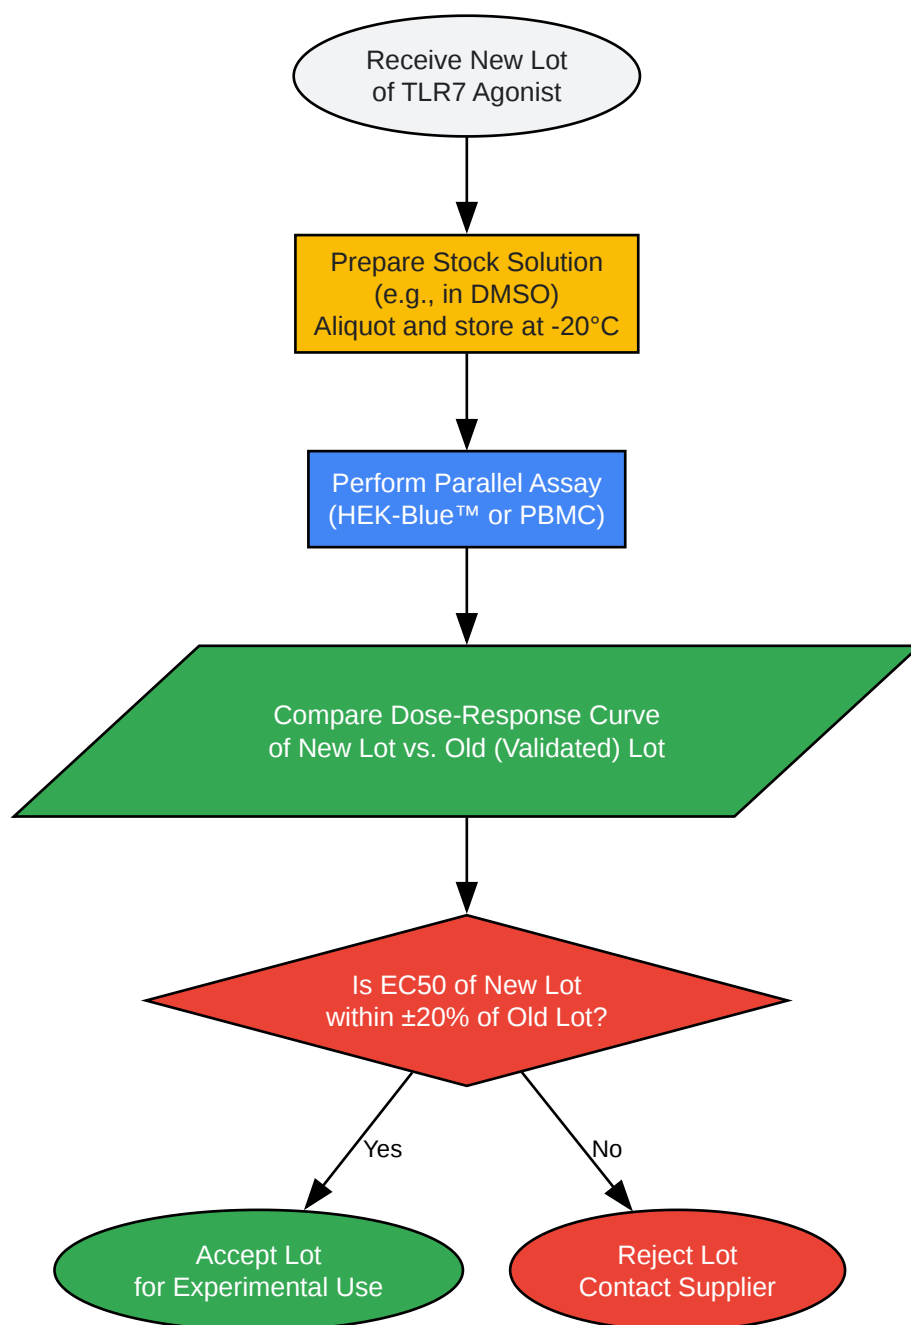 Receive New Lot
of TLR7 Agonist
Prepare Stock Solution
(e.g., in DMSO)
Aliquot and store at -20°C
Perform Parallel Assay
(HEK-Blue™ or PBMC)
Compare Dose-Response Curve
of New Lot vs. Old (Validated) Lot
Is EC50 of New Lot
within ±20% of Old Lot?
Yes
No
Accept Lot
for Experimental Use
Reject Lot
Contact Supplier